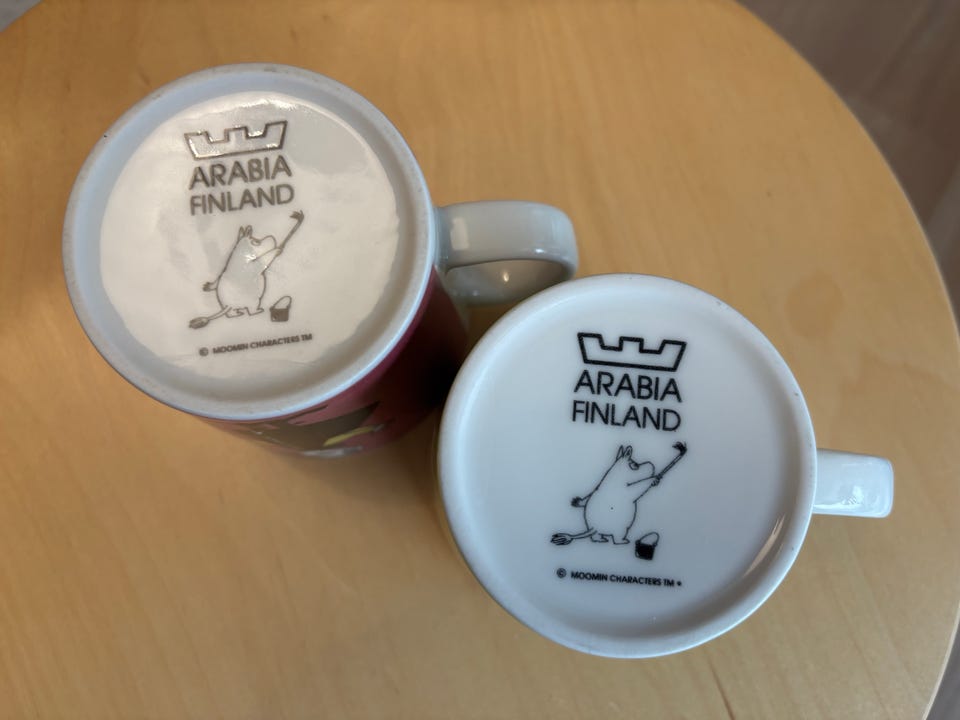 ARABIA
FINLAND
© MOOMIN CHARACTERS TM
ARABIA
FINLAND
© MOOMIN CHARACTERS TM •